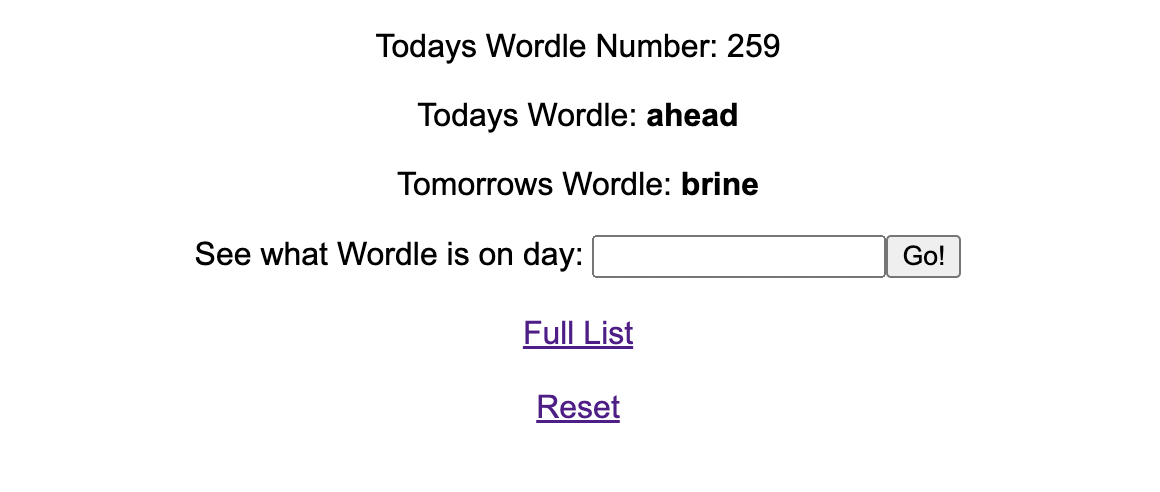 Todays Wordle Number: 259
Todays Wordle: ahead
Tomorrows Wordle: brine
See what Wordle is on day: Go!
Full List
Reset